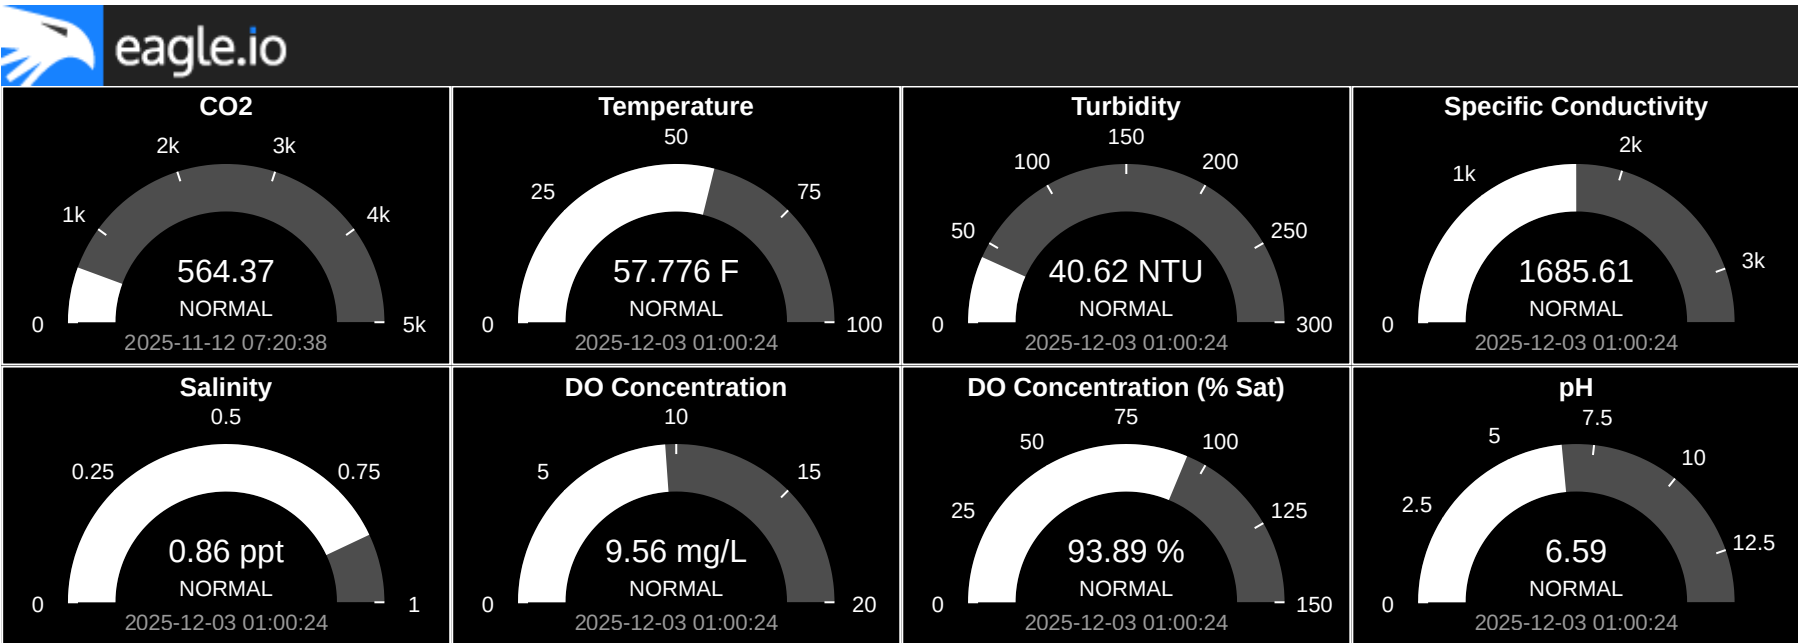 eagle.io
CO2
0
1k
2k
3k
4k
5k
564.37
NORMAL
2025-11-12 07:20:38
Temperature
0
25
50
75
100
57.776 F
NORMAL
2025-12-03 01:00:24
Turbidity
0
50
100
150
200
250
300
40.62 NTU
NORMAL
2025-12-03 01:00:24
Specific Conductivity
0
1k
2k
3k
1685.61
NORMAL
2025-12-03 01:00:24
Salinity
0
0.25
0.5
0.75
1
0.86 ppt
NORMAL
2025-12-03 01:00:24
DO Concentration
0
5
10
15
20
9.56 mg/L
NORMAL
2025-12-03 01:00:24
DO Concentration (% Sat)
0
25
50
75
100
125
150
93.89 %
NORMAL
2025-12-03 01:00:24
pH
0
2.5
5
7.5
10
12.5
6.59
NORMAL
2025-12-03 01:00:24